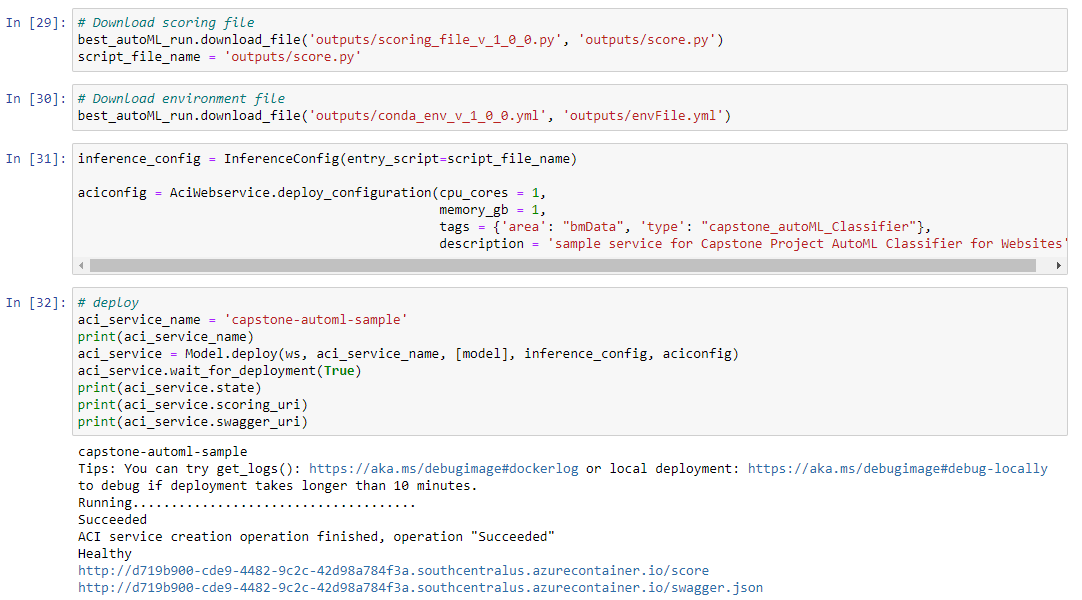 In [29]: # Download scoring file
best_autoML_run.download_file('outputs/scoring_file_v_1_0_0.py', 'outputs/score.py')
script_file_name = 'outputs/score.py'
In [30]: # Download environment file
best_autoML_run.download_file('outputs/conda_env_v_1_0_0.yml', 'outputs/envFile.yml')
In [31]: inference_config = InferenceConfig(entry_script=script_file_name)
aciconfig = AciWebservice.deploy_configuration(cpu_cores = 1,
memory_gb = 1,
tags = {'area': "bmData", 'type': "capstone_autoML_Classifier"},
description = 'sample service for Capstone Project AutoML Classifier for Websites'
In [32]: # deploy
aci_service_name = 'capstone-automl-sample'
print(aci_service_name)
aci_service = Model.deploy(ws, aci_service_name, [model], inference_config, aciconfig)
aci_service.wait_for_deployment(True)
print(aci_service.state)
print(aci_service.scoring_uri)
print(aci_service.swagger_uri)
capstone-automl-sample
Tips: You can try get_logs(): https://aka.ms/debugimage#dockerlog or local deployment: https://aka.ms/debugimage#debug-locally
to debug if deployment takes longer than 10 minutes.
Running.....................................
Succeeded
ACI service creation operation finished, operation "Succeeded"
Healthy
http://d719b900-cde9-4482-9c2c-42d98a784f3a.southcentralus.azurecontainer.io/score
http://d719b900-cde9-4482-9c2c-42d98a784f3a.southcentralus.azurecontainer.io/swagger.json